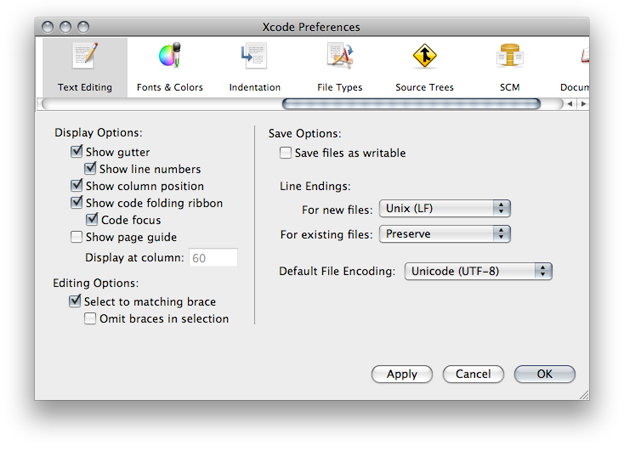 Xcode Preferences
Text Editing Fonts & Colors Indentation File Types Source Trees SCM Docum
Display Options:
Show gutter
Show line numbers
Show column position
Show code folding ribbon
Code focus
Show page guide
Display at column: 60
Editing Options:
Select to matching brace
Omit braces in selection
Save Options:
Save files as writable
Line Endings:
For new files: Unix (LF)
For existing files: Preserve
Default File Encoding: Unicode (UTF-8)
Apply Cancel OK